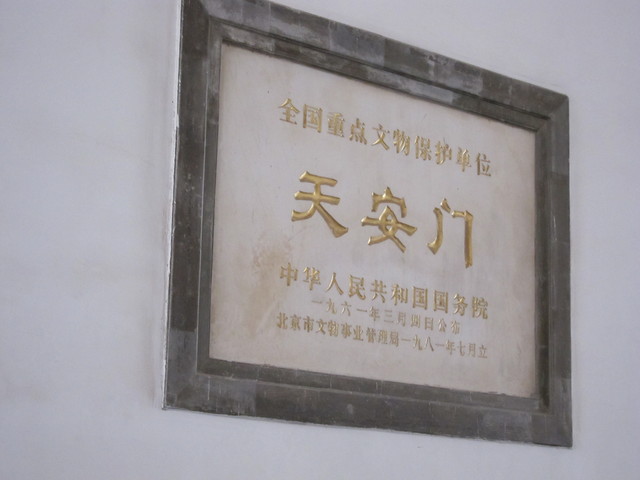 全国重点文物保护单位
天安门
中华人民共和国国务院
一九六一年三月四日公布
北京市文物事业管理局一九八一年七月立